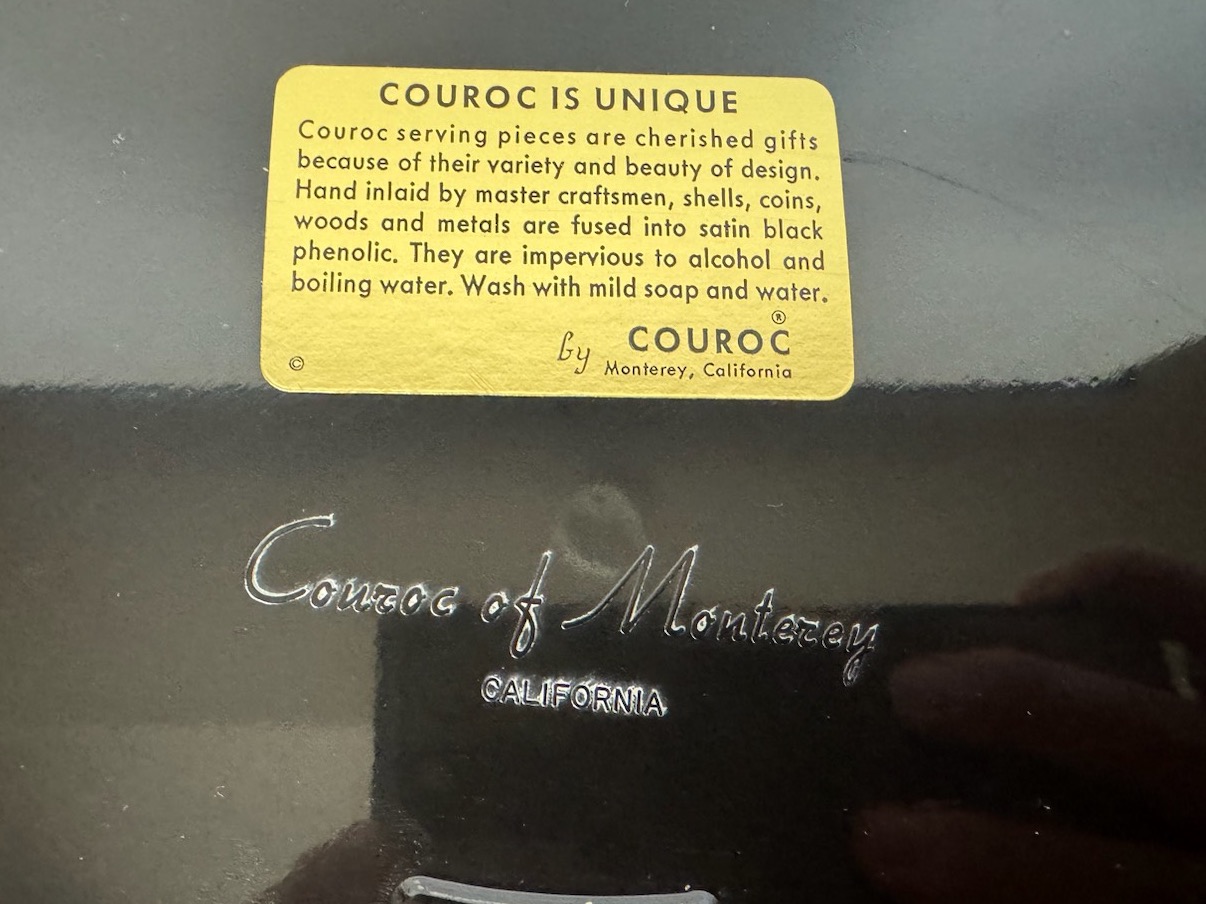 COUROC IS UNIQUE
Couroc serving pieces are cherished gifts
because of their variety and beauty of design.
Hand inlaid by master craftsmen, shells, coins,
woods and metals are fused into satin black
phenolic. They are impervious to alcohol and
boiling water. Wash with mild soap and water.
by COUROC®
© Monterey, California
Couroc of Monterey
CALIFORNIA